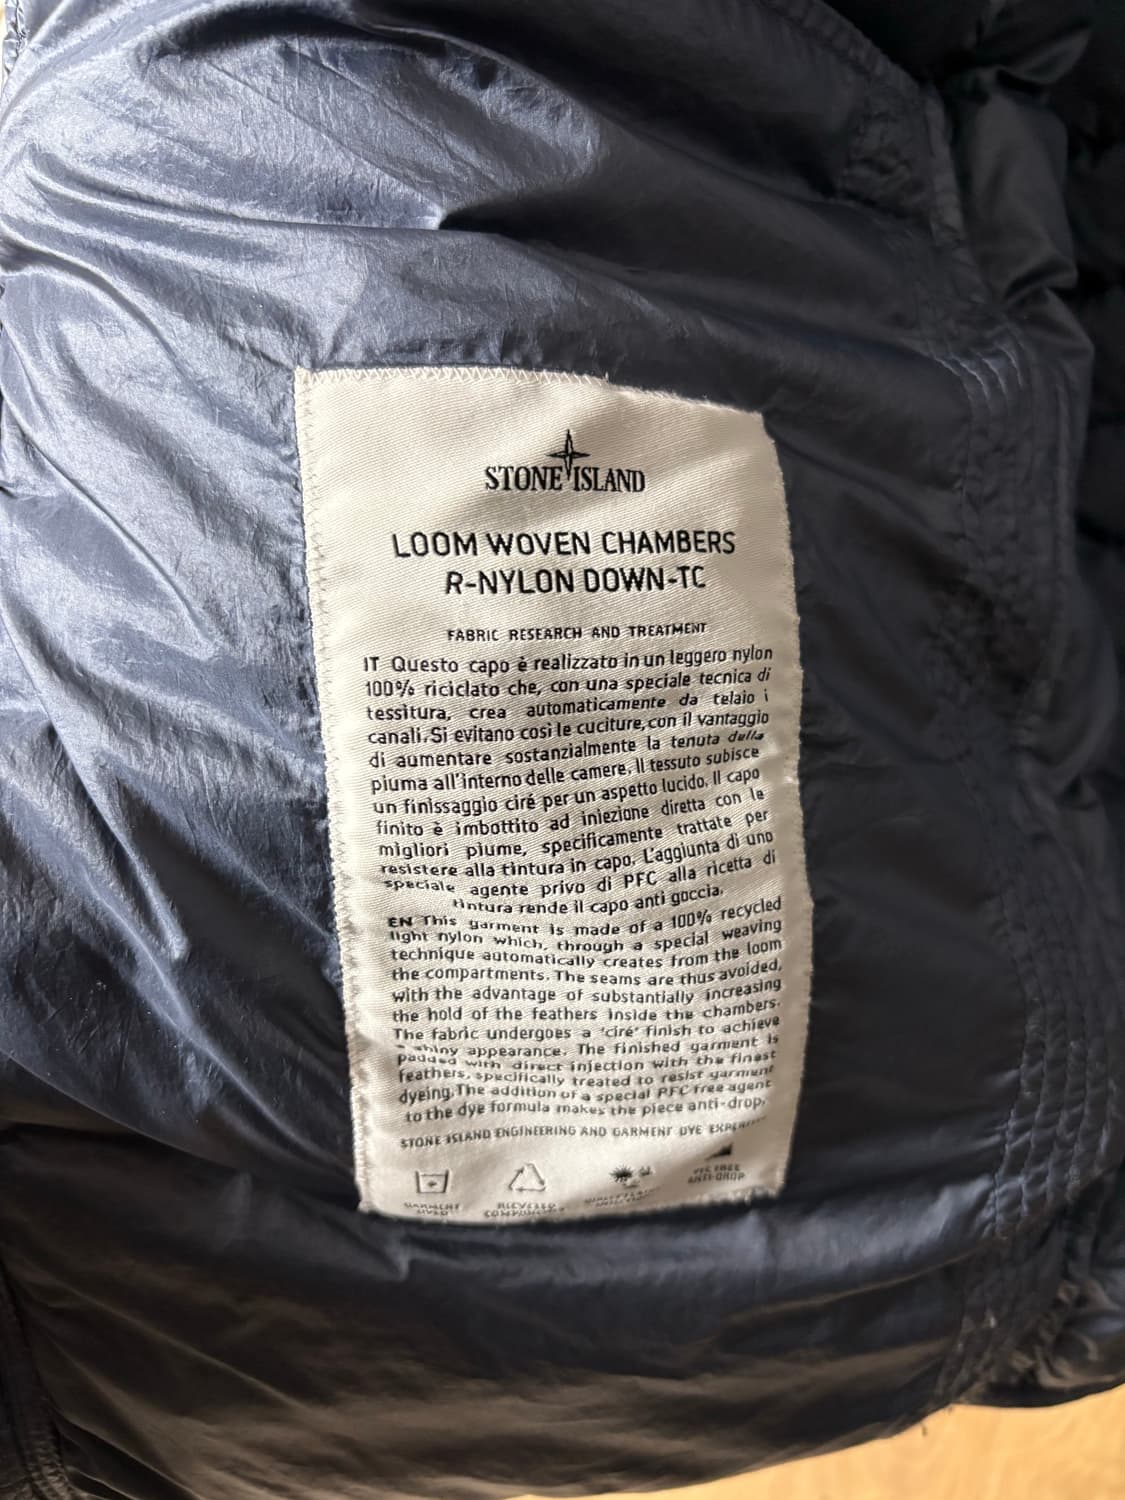 STONE ISLAND
LOOM WOVEN CHAMBERS
R-NYLON DOWN-TC
FABRIC RESEARCH AND TREATMENT
IT Questo capo è realizzato in un leggero nylon
100% riciclato che, con una speciale tecnica di
tessitura, crea automaticamente da telaio i
canali. Si evitano così le cuciture, con il vantaggio
di aumentare sostanzialmente la tenuta della
piuma all'interno delle camere. Il tessuto subisce
un finissaggio ciré per un aspetto lucido. Il capo
finito è imbottito ad iniezione diretta con le
migliori piume, specificamente trattate per
resistere alla tintura in capo. L'aggiunta di uno
speciale agente privo di PFC alla ricetta di
tintura rende il capo anti goccia.
EN This garment is made of a 100% recycled
light nylon which, through a special weaving
technique automatically creates from the loom
the compartments. The seams are thus avoided,
with the advantage of substantially increasing
the hold of the feathers inside the chambers.
The fabric undergoes a 'ciré' finish to achieve
shiny appearance. The finished garment is
padded with direct injection with the finest
feathers, specifically treated to resist garment
dyeing. The addition of a special PFC free agent
to the dye formula makes the piece anti-drop.
STONE ISLAND ENGINEERING AND GARMENT DYE
GARMENT
DYED
RECYCLED
PFC FREE
ANTI-DROP